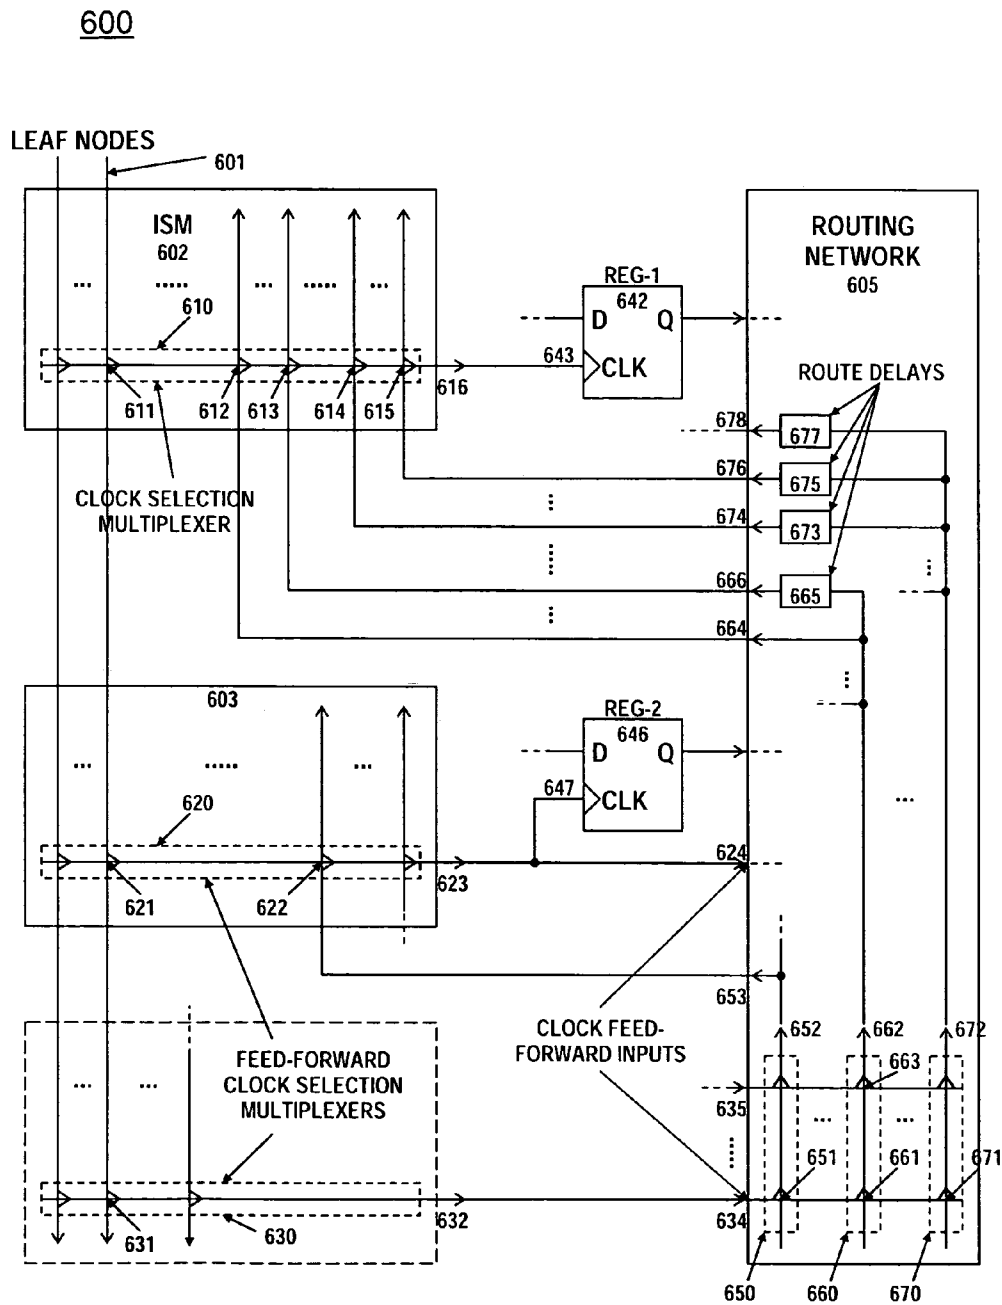 600
LEAF NODES
601
ISM
602
...
.....
...
.....
...
610
611
612
613
614
615
616
CLOCK SELECTION
MULTIPLEXER
REG-1
642
D
Q
643
CLK
ROUTING
NETWORK
605
ROUTE DELAYS
678
677
676
675
674
673
666
665
664
603
...
.....
...
620
621
622
623
REG-2
646
D
Q
647
CLK
624
...
653
CLOCK FEED-
FORWARD INPUTS
652
662
672
663
635
...
...
651
661
671
634
650
660
670
...
...
FEED-FORWARD
CLOCK SELECTION
MULTIPLEXERS
631
630
632